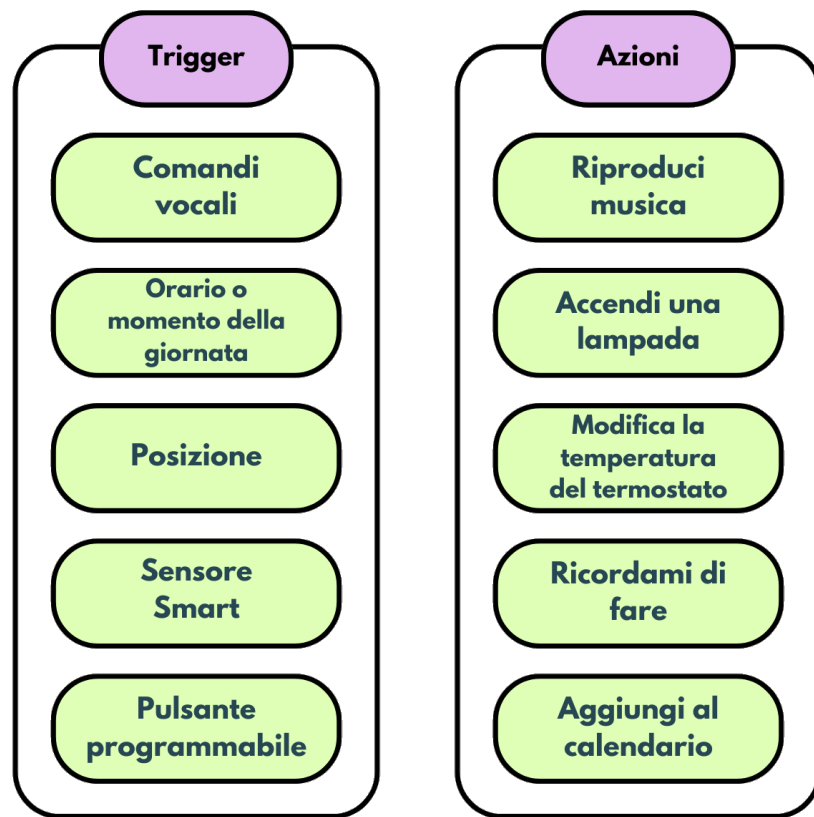 Trigger
Comandi
vocali
Orario o
momento della
giornata
Posizione
Sensore
Smart
Pulsante
programmabile
Azioni
Riproduci
musica
Accendi una
lampada
Modifica la
temperatura
del termostato
Ricordami di
fare
Aggiungi al
calendario